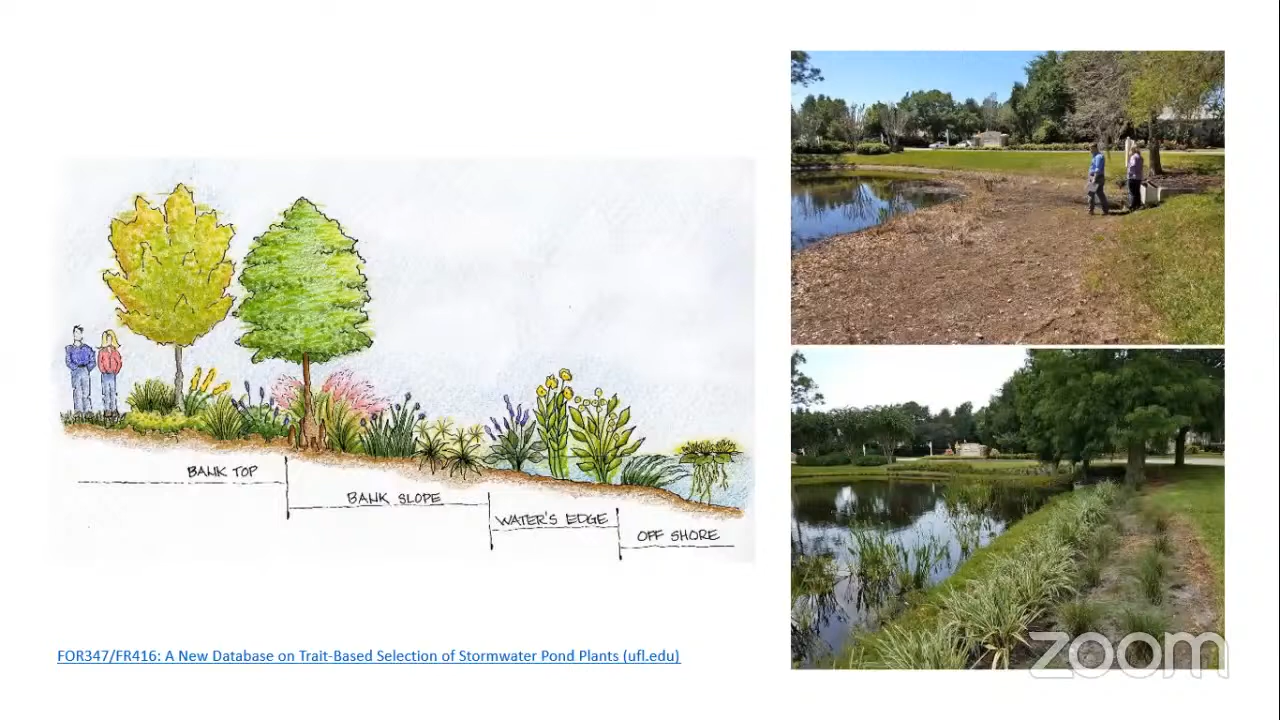 BANK TOP
BANK SLOPE
WATER'S EDGE
OFF SHORE
FOR347/FR416: A New Database on Trait-Based Selection of Stormwater Pond Plants (ufl.edu)
zoom